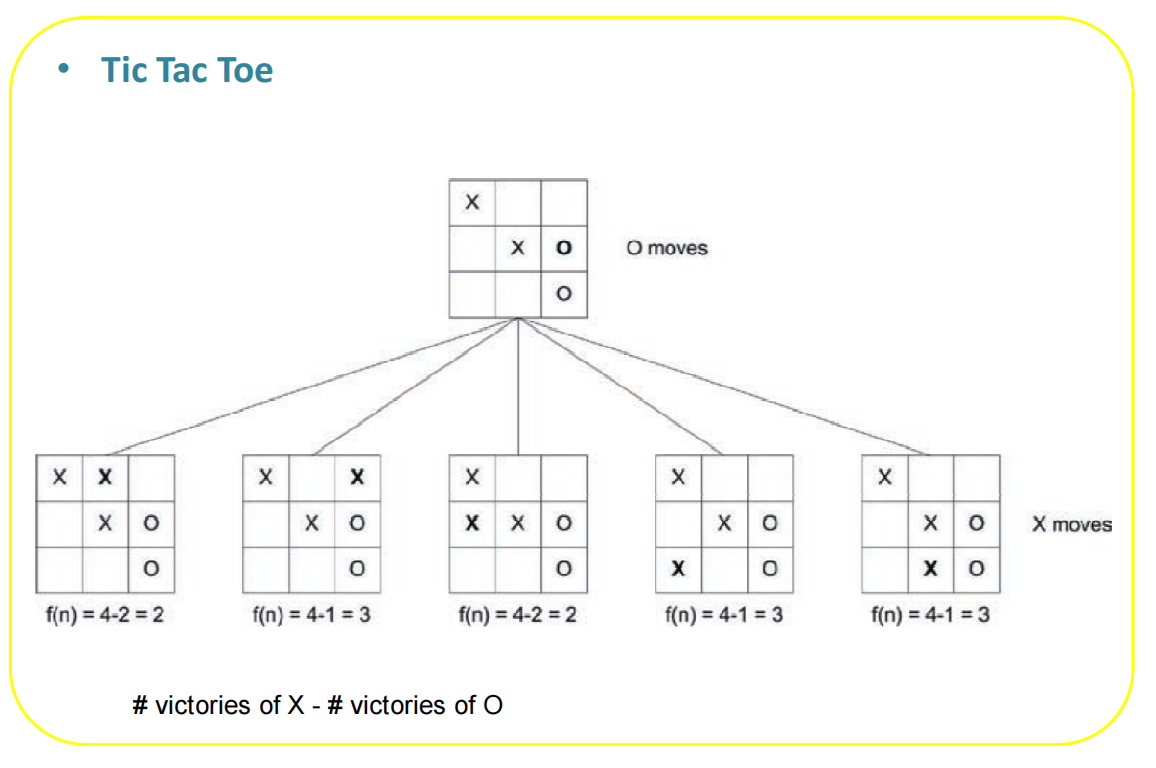 • Tic Tac Toe
X
X O O moves
O
X X
X O
O
X X
X O
O
X
X X O
O
X
X O
X O
X
X O
X O
X moves
f(n) = 4-2 = 2
f(n) = 4-1 = 3
f(n) = 4-2 = 2
f(n) = 4-1 = 3
f(n) = 4-1 = 3
# victories of X - # victories of O